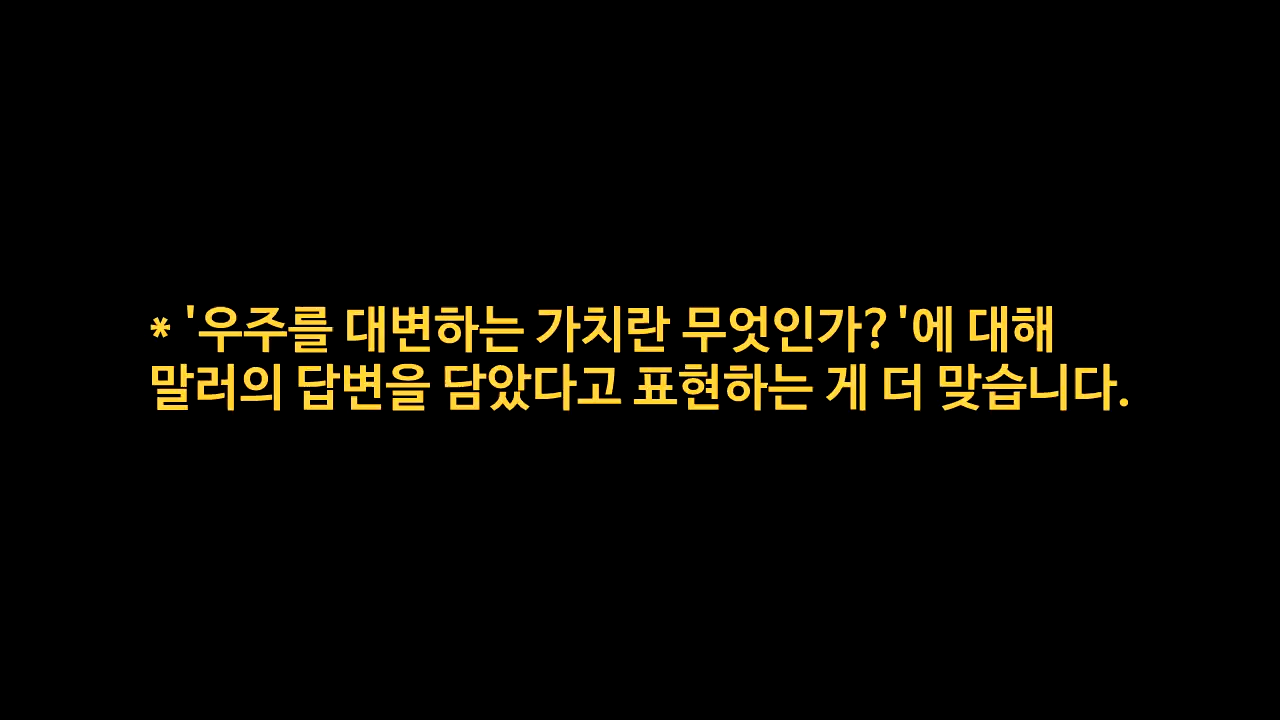 * '우주를 대변하는 가치란 무엇인가? '에 대해
말러의 답변을 담았다고 표현하는 게 더 맞습니다.